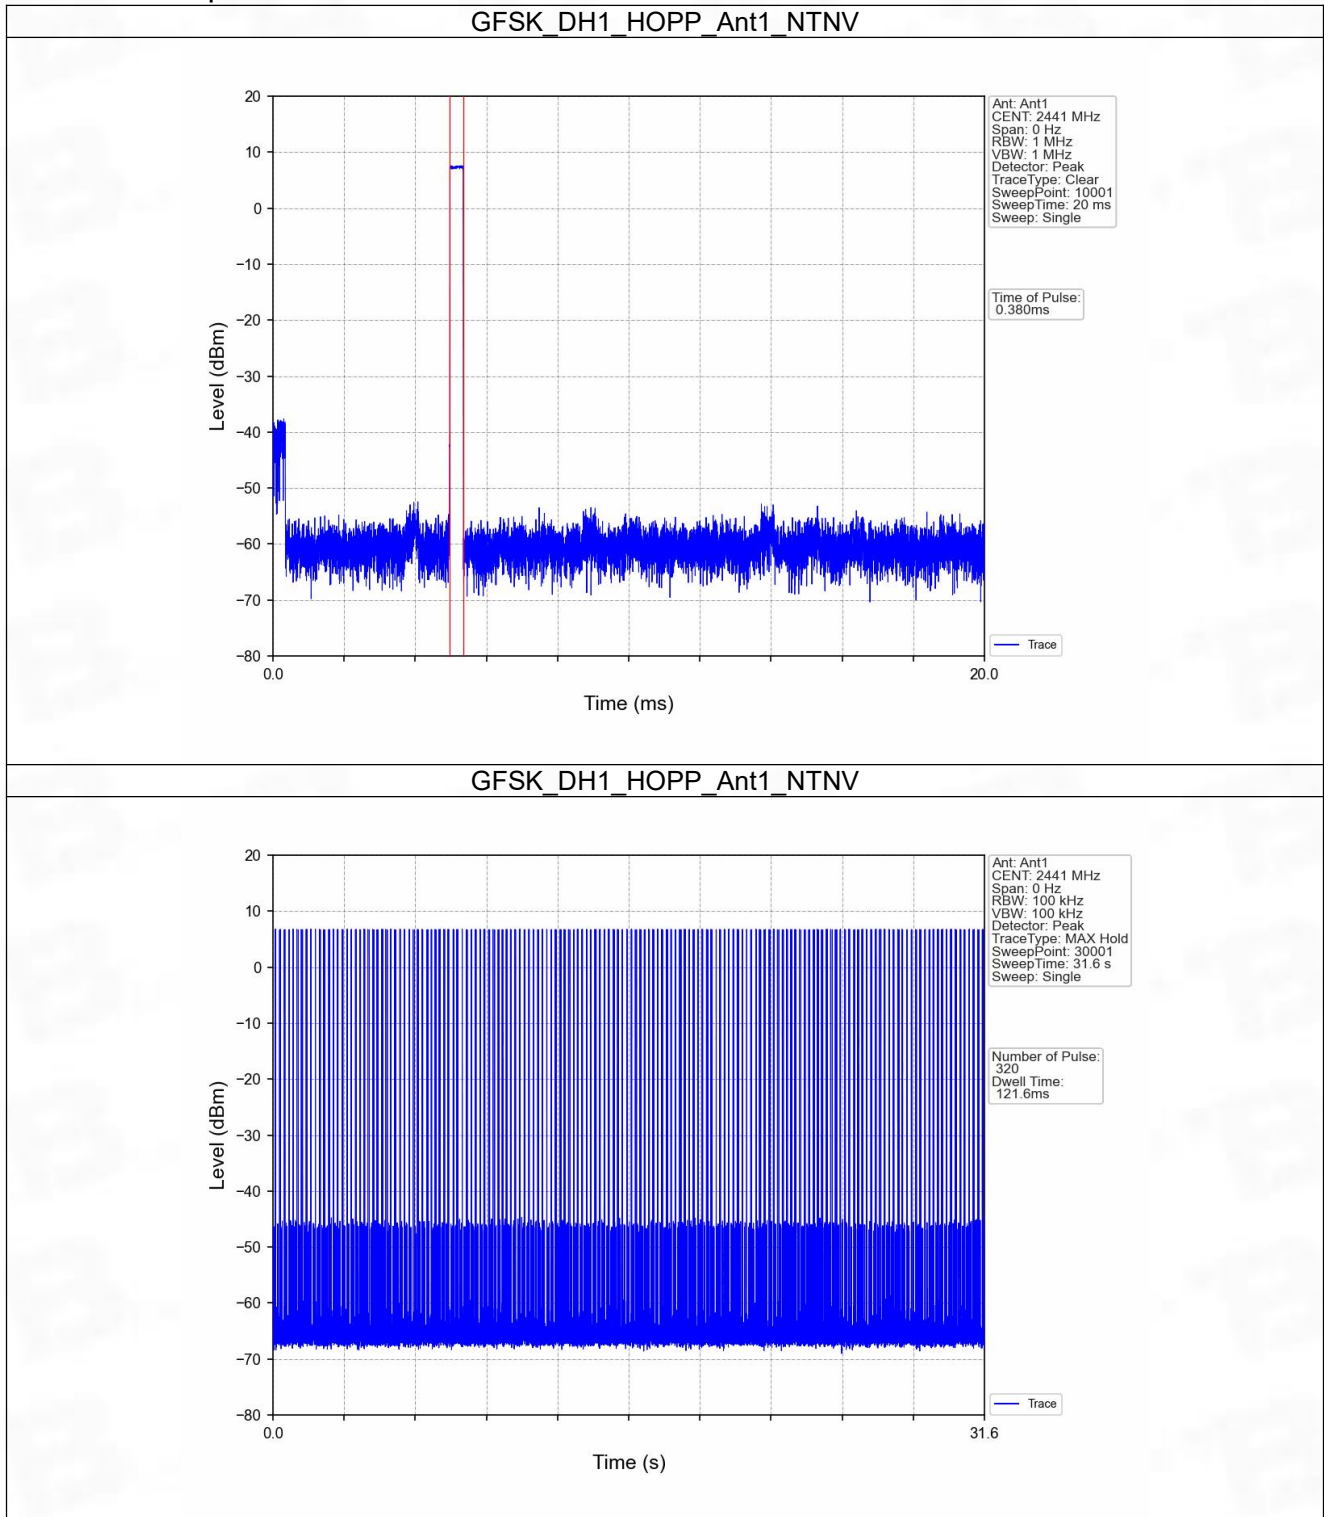 GFSK_DH1_HOPP_Ant1_NTNV
20
10
0
−10
−20
−30
−40
−50
−60
−70
−80
Level (dBm)
0.0
20.0
Time (ms)
Ant: Ant1
CENT: 2441 MHz
Span: 0 Hz
RBW: 1 MHz
VBW: 1 MHz
Detector: Peak
TraceType: Clear
SweepPoint: 10001
SweepTime: 20 ms
Sweep: Single
Time of Pulse:
0.380ms
Trace
GFSK_DH1_HOPP_Ant1_NTNV
20
10
0
−10
−20
−30
−40
−50
−60
−70
−80
Level (dBm)
0.0
31.6
Time (s)
Ant: Ant1
CENT: 2441 MHz
Span: 0 Hz
RBW: 100 kHz
VBW: 100 kHz
Detector: Peak
TraceType: MAX Hold
SweepPoint: 30001
SweepTime: 31.6 s
Sweep: Single
Number of Pulse:
320
Dwell Time:
121.6ms
Trace